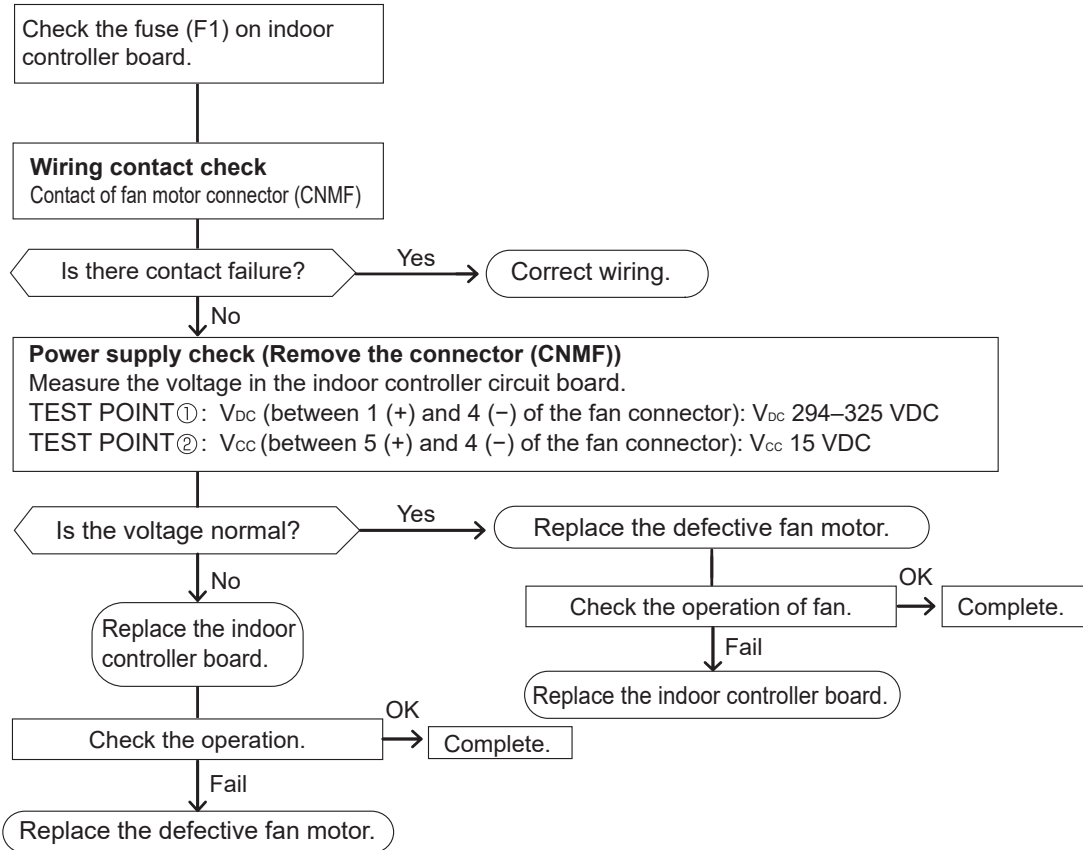 Check the fuse (F1) on indoor
controller board.
Wiring contact check
Contact of fan motor connector (CNMF)
Is there contact failure?
Yes
Correct wiring.
No
Power supply check (Remove the connector (CNMF))
Measure the voltage in the indoor controller circuit board.
TEST POINT①: VDC (between 1 (+) and 4 (−) of the fan connector): VDC 294–325 VDC
TEST POINT②: VCC (between 5 (+) and 4 (−) of the fan connector): Vcc 15 VDC
Is the voltage normal?
Yes
Replace the defective fan motor.
No
OK
Check the operation of fan.
Complete.
Replace the indoor
controller board.
Fail
Replace the indoor controller board.
OK
Check the operation.
Complete.
Fail
Replace the defective fan motor.